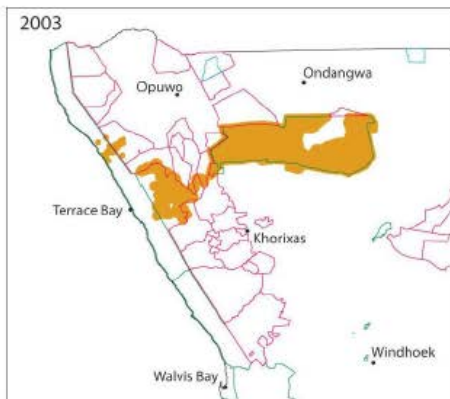 2003
Ondangwa
Opuwo
Terrace Bay
Khorixas
Windhoek
Walvis Bay